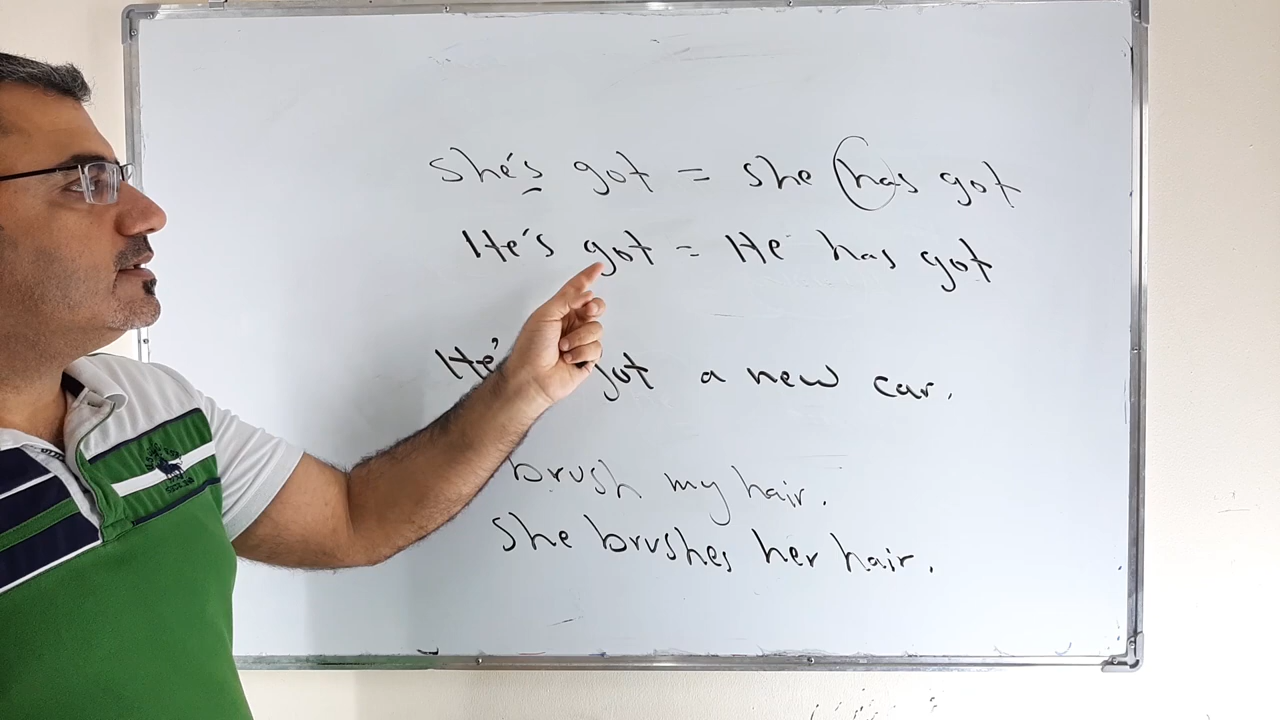 she's got = she has got
He's got = He has got
He' got a new car.
brush my hair.
She brushes her hair.